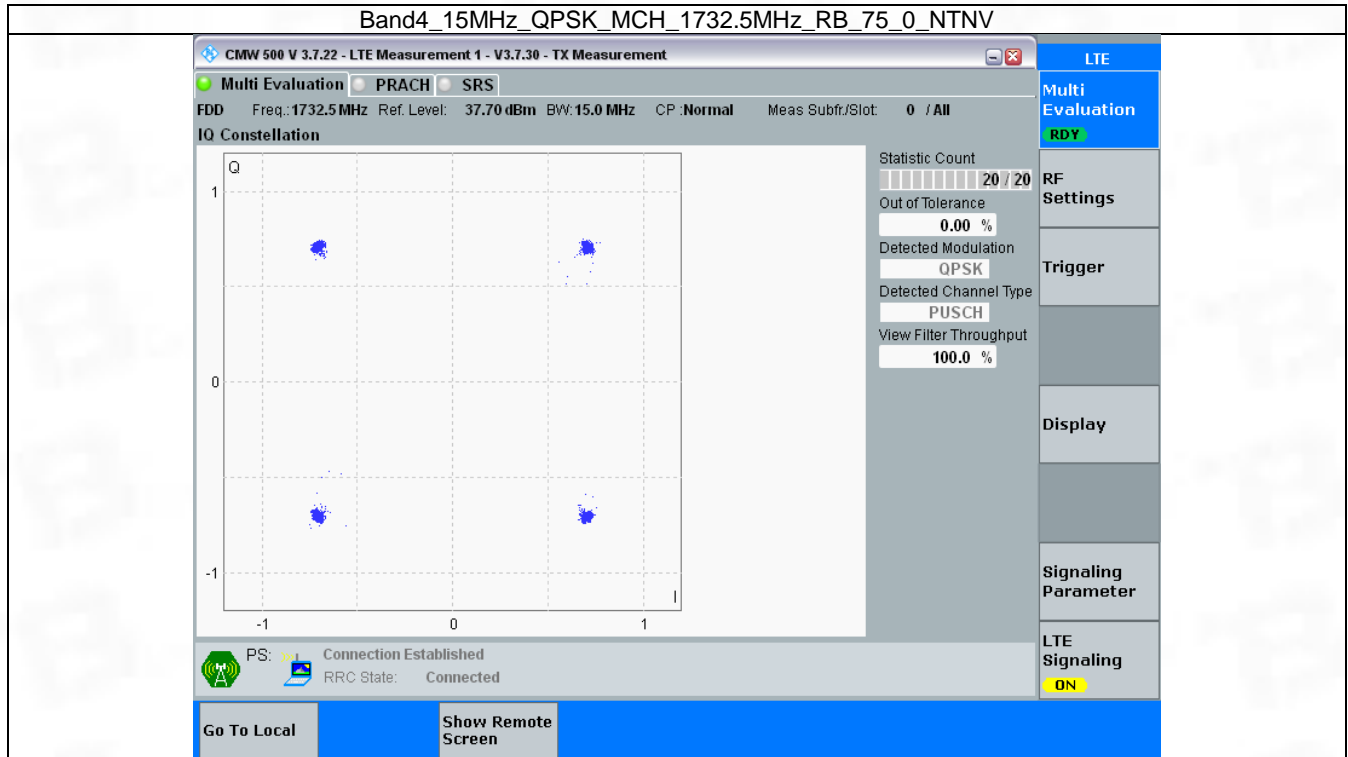 Band4_15MHz_QPSK_MCH_1732.5MHz_RB_75_0_NTNV
CMW 500 V 3.7.22 - LTE Measurement 1 - V3.7.30 - TX Measurement
LTE
Multi Evaluation PRACH SRS
Multi
Evaluation
RDY
FDD Freq.:1732.5 MHz Ref. Level: 37.70 dBm BW:15.0 MHz CP :Normal Meas Subfr./Slot: 0 / All
IQ Constellation
Q
1
0
-1
I
-1 0 1
Statistic Count
20 / 20
Out of Tolerance
0.00 %
Detected Modulation
QPSK
Detected Channel Type
PUSCH
View Filter Throughput
100.0 %
RF
Settings
Trigger
Display
Signaling
Parameter
LTE
Signaling
ON
PS: Connection Established
RRC State: Connected
Go To Local
Show Remote
Screen